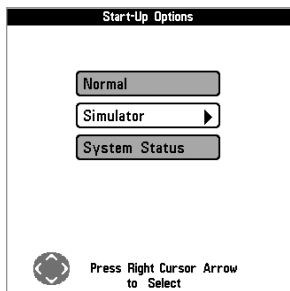 Start-Up Options
Normal
Simulator
System Status
Press Right Cursor Arrow
to Select